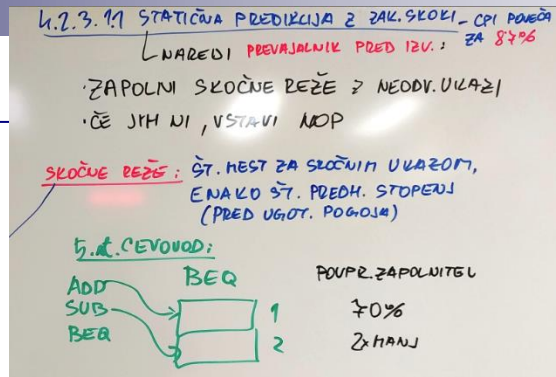 4.2.3.1.1 STATIČNA PREDIKCIJA Z ZAK. SKOKI - CPI POVEČA
ZA 87%
NAREDI PREVAJALNIK PRED IZV.:
· ZAPOLNI SKOČNE REŽE Z NEODV. UKAZI
· ČE JIH NI, VSTAVI NOP
SKOČNE REŽE: ŠT. MEST ZA SKOČNIM UKAZOM,
ENAKO ŠT. PREDH. STOPENJ
(PRED UGOT. POGOJA)
5. st. CEVOVOD:
BEQ POVPR. ZAPOLNITEV
ADD
SUB 1 70%
BEQ 2 2x MANJ